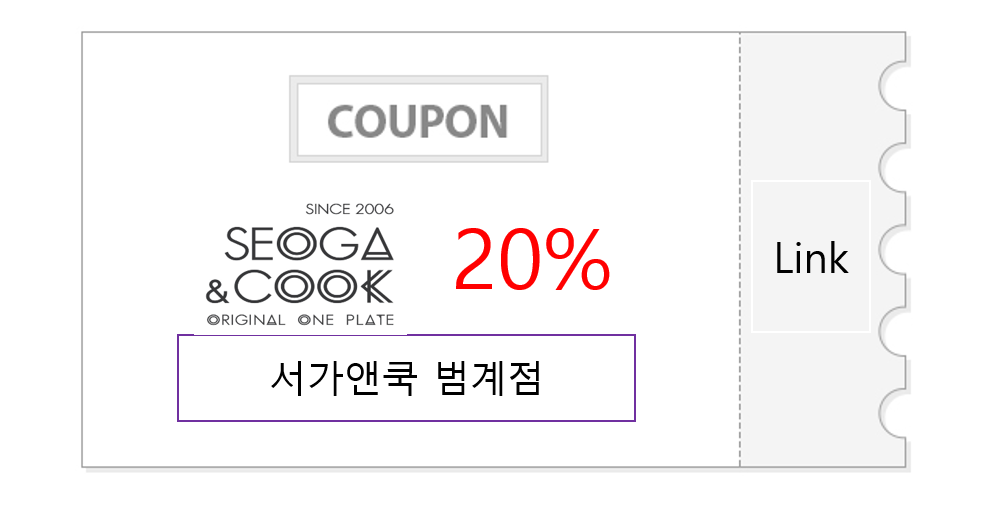 COUPON
SINCE 2006
SEOGA
&COOK
ORIGINAL ONE PLATE
20%
서가앤쿡 범계점
Link